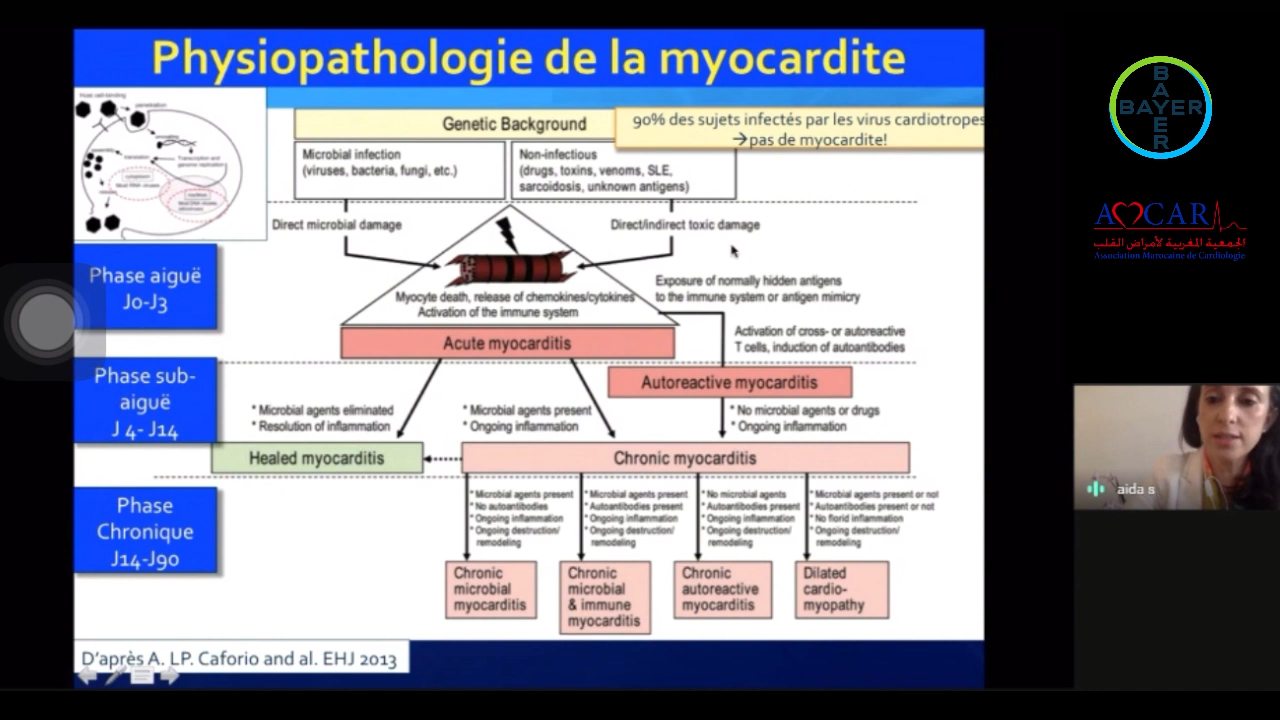 Physiopathologie de la myocardite
penetration
Transcription and
genome replication
Genetic Background
90% des sujets infectés par les virus cardiotropes
→pas de myocardite!
Microbial infection
(viruses, bacteria, fungi, etc.)
Non-infectious
(drugs, toxins, venoms, SLE,
sarcoidosis, unknown antigens)
Direct microbial damage
Direct/indirect toxic damage
Phase aiguë
J0-J3
Myocyte death, release of chemokines/cytokines
Activation of the immune system
Exposure of normally hidden antigens
to the immune system or antigen mimicry
Activation of cross- or autoreactive
T cells, induction of autoantibodies
Acute myocarditis
Phase sub-
aiguë
J 4- J14
Autoreactive myocarditis
* Microbial agents eliminated
* Resolution of inflammation
* Microbial agents present
* Ongoing inflammation
* No microbial agents or drugs
* Ongoing inflammation
Healed myocarditis
Chronic myocarditis
Phase
Chronique
J14-J90
* Microbial agents present
* No autoantibodies
* Ongoing inflammation
* Ongoing destruction/
remodeling
* Microbial agents present
* Autoantibodies present
* Ongoing inflammation
* Ongoing destruction/
remodeling
* No microbial agents
* Autoantibodies present
* Ongoing inflammation
* Ongoing destruction/
remodeling
* Microbial agents present or not
* Autoantibodies present or not
* No florid inflammation
* Ongoing destruction/
remodeling
Chronic
microbial
myocarditis
Chronic
microbial
& immune
myocarditis
Chronic
autoreactive
myocarditis
Dilated
cardio-
myopathy
D'après A. LP. Caforio and al. EHJ 2013
BAYER
BAYER
AMCAR
الجمعية المغربية لأمراض القلب
Association Marocaine de Cardiologie
aida s